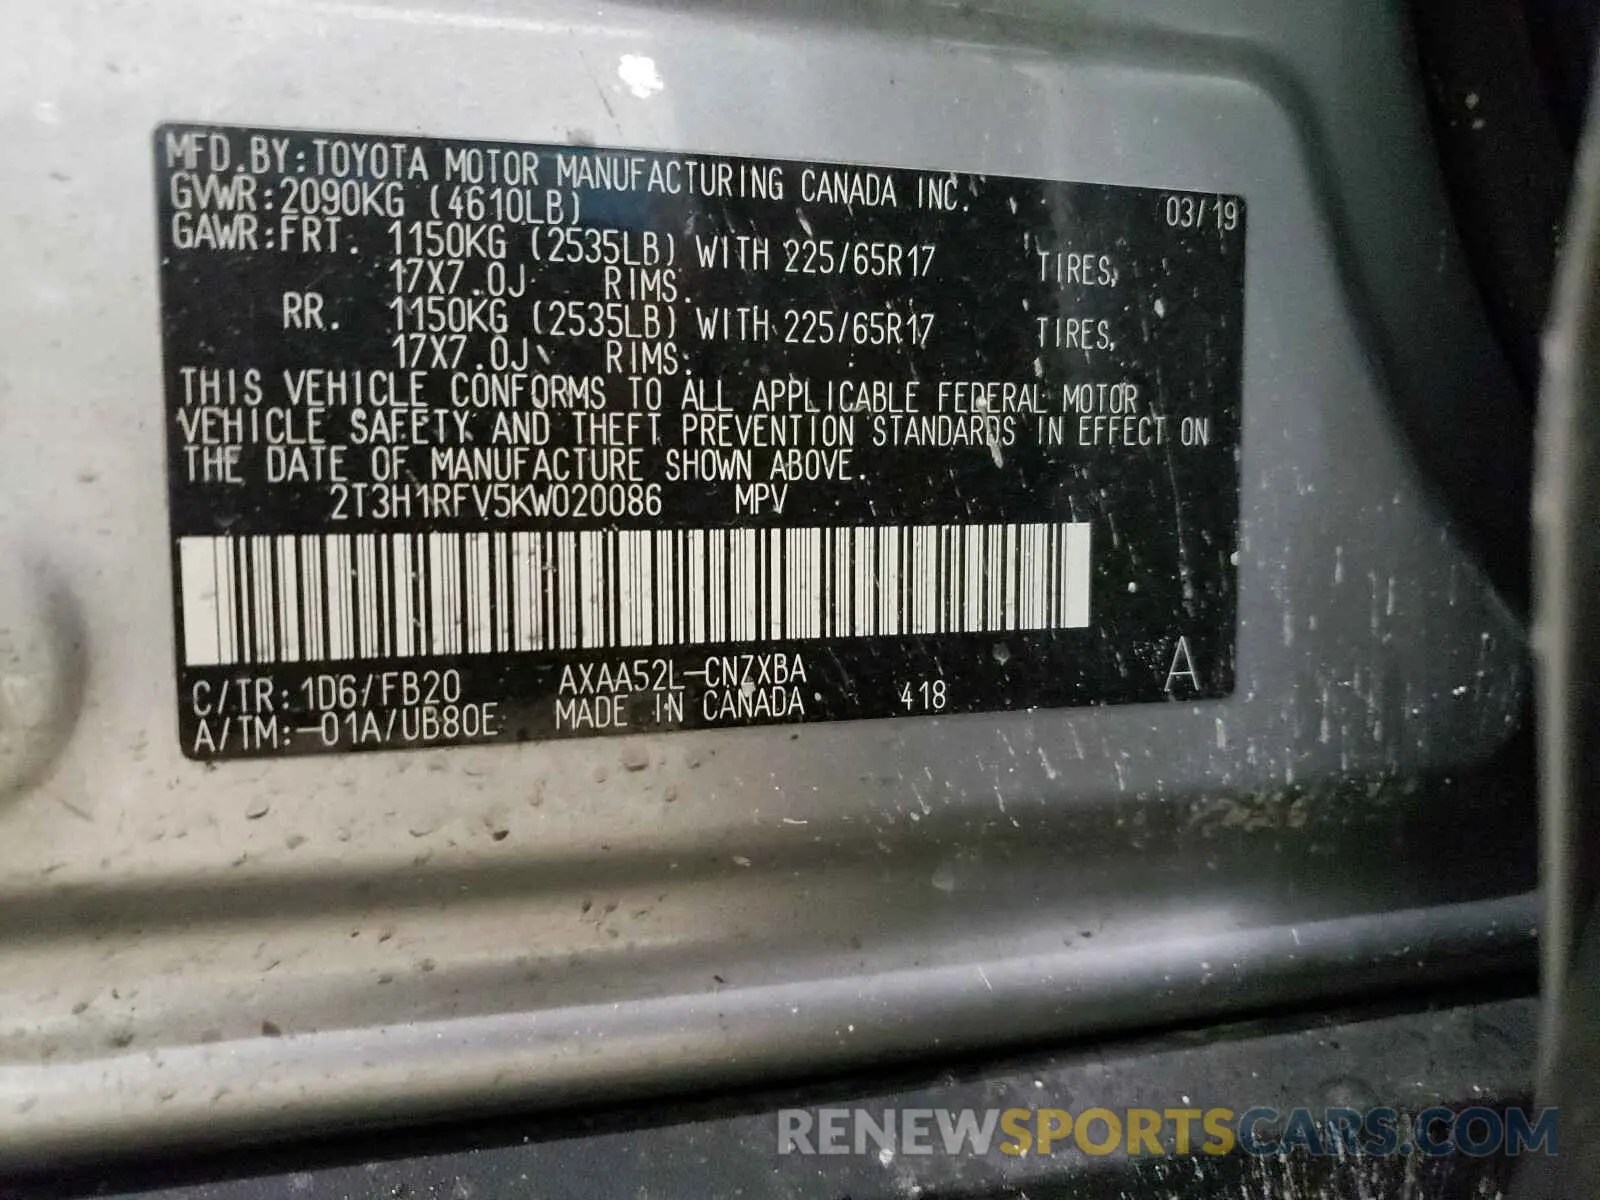 MFD.BY:TOYOTA MOTOR MANUFACTURING CANADA INC. 03/19
GVWR:2090KG (4610LB)
GAWR:FRT. 1150KG (2535LB) WITH 225/65R17 TIRES,
17X7.0J RIMS.
RR. 1150KG (2535LB) WITH 225/65R17 TIRES,
17X7.0J RIMS.
THIS VEHICLE CONFORMS TO ALL APPLICABLE FEDERAL MOTOR
VEHICLE SAFETY AND THEFT PREVENTION STANDARDS IN EFFECT ON
THE DATE OF MANUFACTURE SHOWN ABOVE.
2T3H1RFV5KW020086 MPV
C/TR:1D6/FB20 AXAA52L-CNZXBA A
A/TM:-01A/UB80E MADE IN CANADA 418
RENEWSPORTSCARS.COM